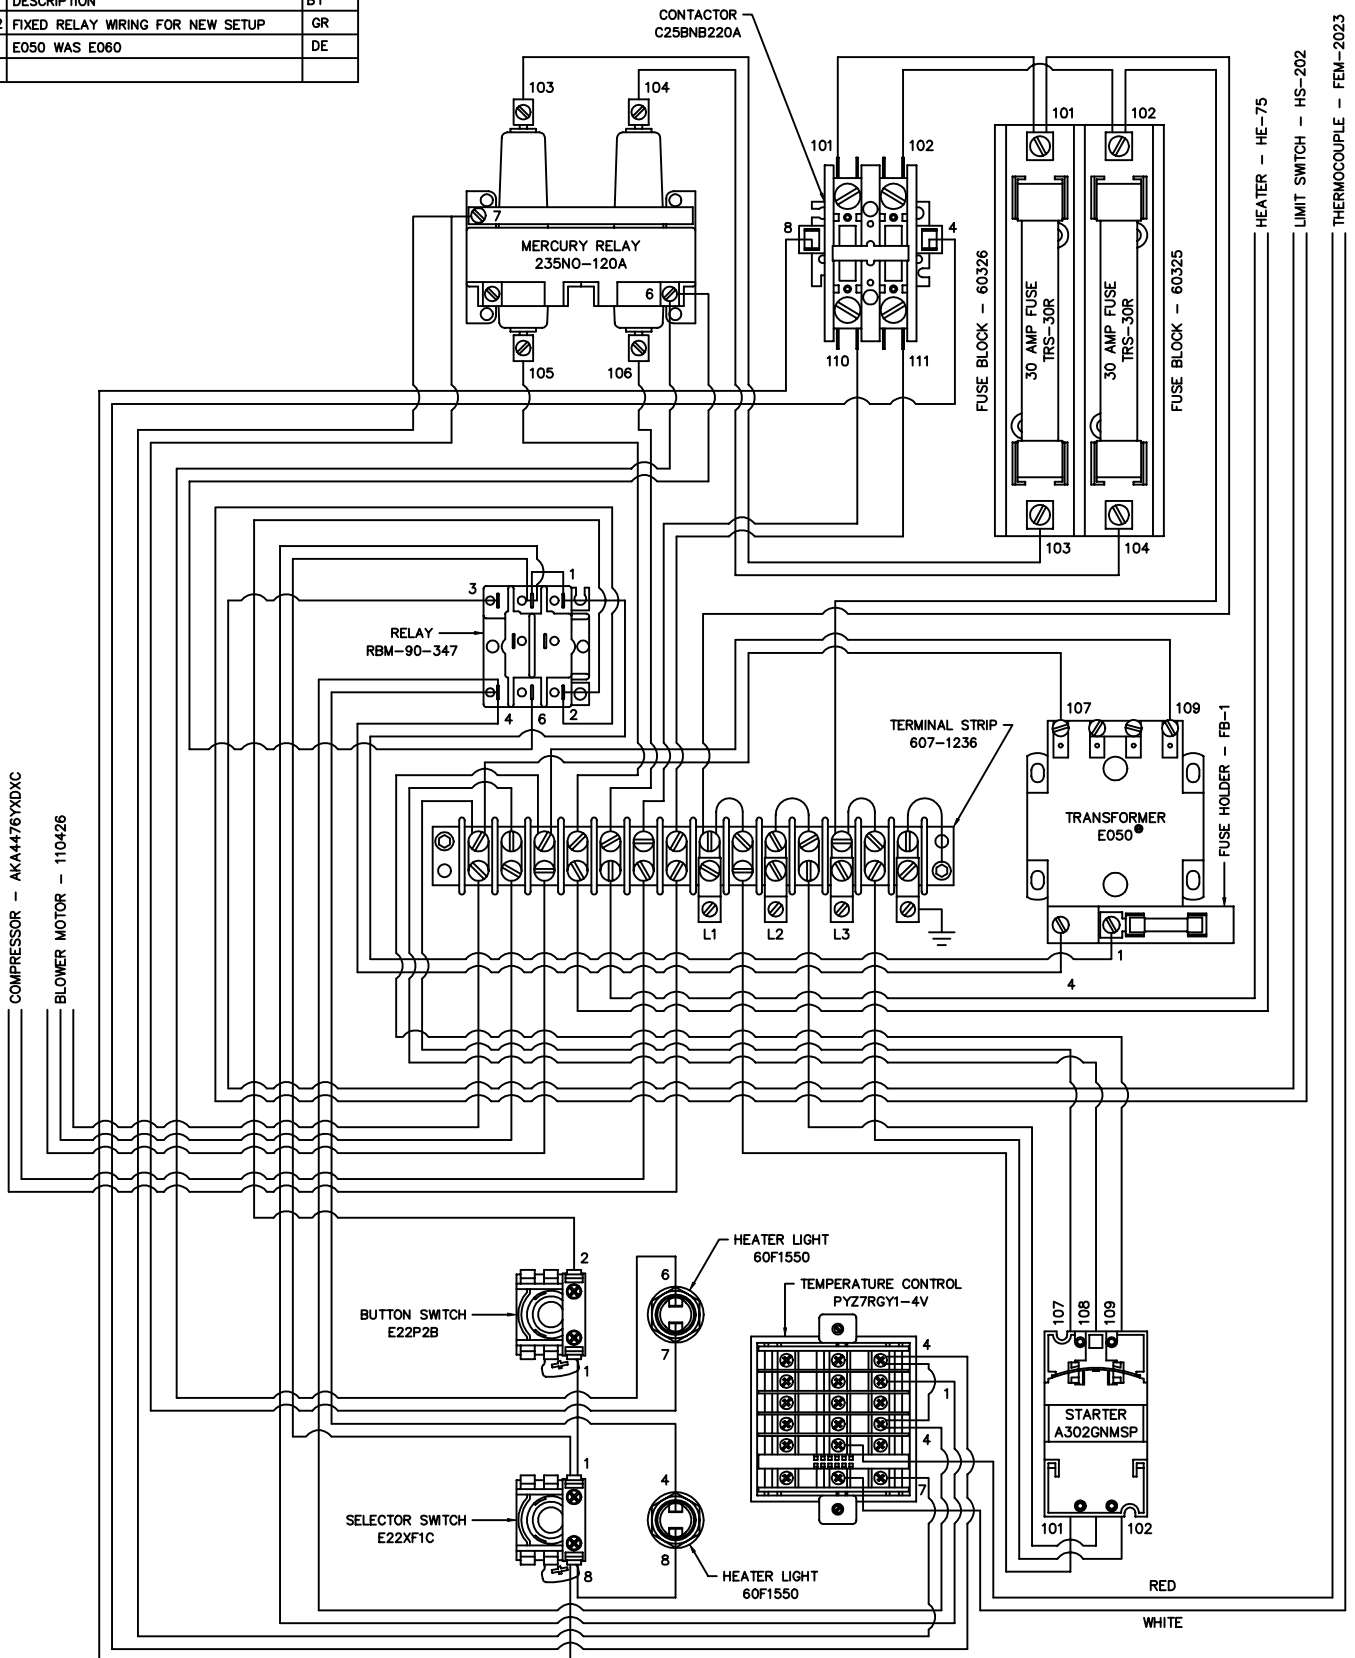 DESCRIPTION BY
2 FIXED RELAY WIRING FOR NEW SETUP GR
E050 WAS E060 DE
CONTACTOR
C25BNB220A
HEATER - HE-75
LIMIT SWITCH - HS-202
THERMOCOUPLE - FEM-2023
103
104
101
102
101
102
7
MERCURY RELAY
235NO-120A
6
8
4
105
106
110
111
FUSE BLOCK - 60326
30 AMP FUSE
TRS-30R
30 AMP FUSE
TRS-30R
FUSE BLOCK - 60325
103
104
3
1
RELAY
RBM-90-347
4
6
2
TERMINAL STRIP
607-1236
107
109
TRANSFORMER
E050
FUSE HOLDER - FB-1
1
4
L1
L2
L3
COMPRESSOR - AKA4476YXDXC
BLOWER MOTOR - 110426
2
BUTTON SWITCH
E22P2B
1
6
HEATER LIGHT
60F1550
7
TEMPERATURE CONTROL
PYZ7RGY1-4V
4
1
4
7
107
108
109
STARTER
A302GNMSP
101
102
1
SELECTOR SWITCH
E22XF1C
8
4
8
HEATER LIGHT
60F1550
RED
WHITE